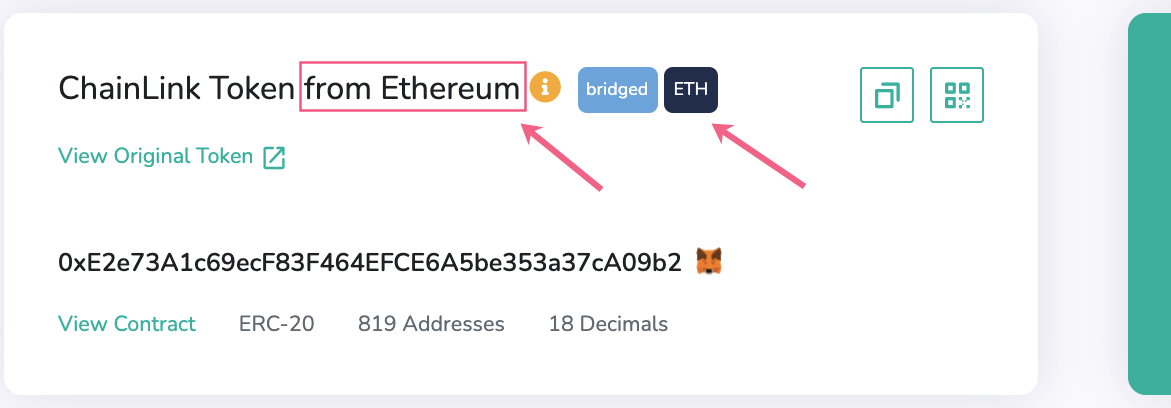 ChainLink Token from Ethereum i bridged ETH
View Original Token
0xE2e73A1c69ecF83F464EFCE6A5be353a37cA09b2
View Contract ERC-20 819 Addresses 18 Decimals